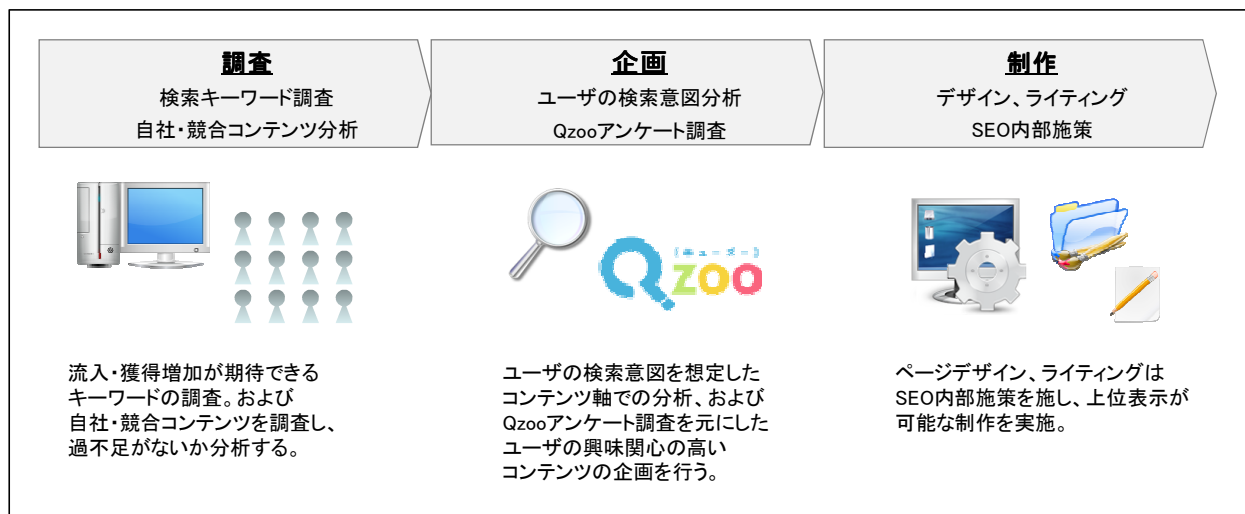 調査
検索キーワード調査
自社・競合コンテンツ分析
企画
ユーザの検索意図分析
Qzooアンケート調査
制作
デザイン、ライティング
SEO内部施策
[キューズー]
Qzoo
流入・獲得増加が期待できる
キーワードの調査。および
自社・競合コンテンツを調査し、
過不足がないか分析する。
ユーザの検索意図を想定した
コンテンツ軸での分析、および
Qzooアンケート調査を元にした
ユーザの興味関心の高い
コンテンツの企画を行う。
ページデザイン、ライティングは
SEO内部施策を施し、上位表示が
可能な制作を実施。